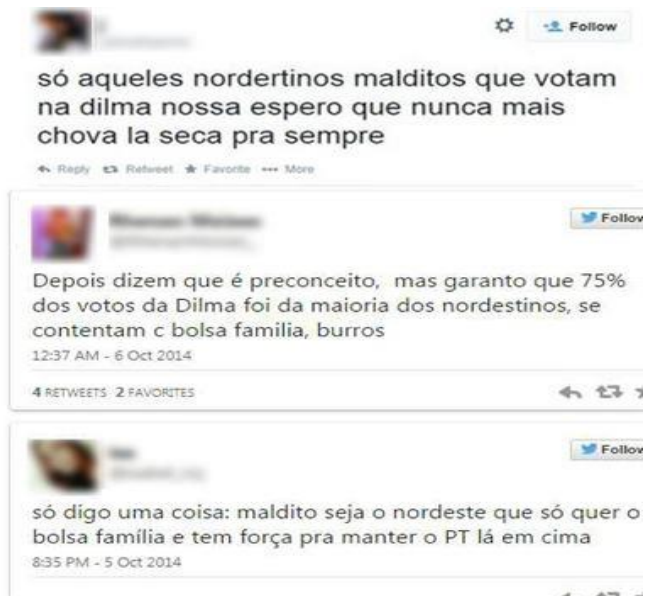 Follow
só aqueles nordertinos malditos que votam
na dilma nossa espero que nunca mais
chova la seca pra sempre
Reply Retweet Favorite More
Follow
Depois dizem que é preconceito, mas garanto que 75%
dos votos da Dilma foi da maioria dos nordestinos, se
contentam c bolsa familia, burros
12:37 AM - 6 Oct 2014
4 RETWEETS 2 FAVORITES
Follow
só digo uma coisa: maldito seja o nordeste que só quer o
bolsa família e tem força pra manter o PT lá em cima
8:35 PM - 5 Oct 2014